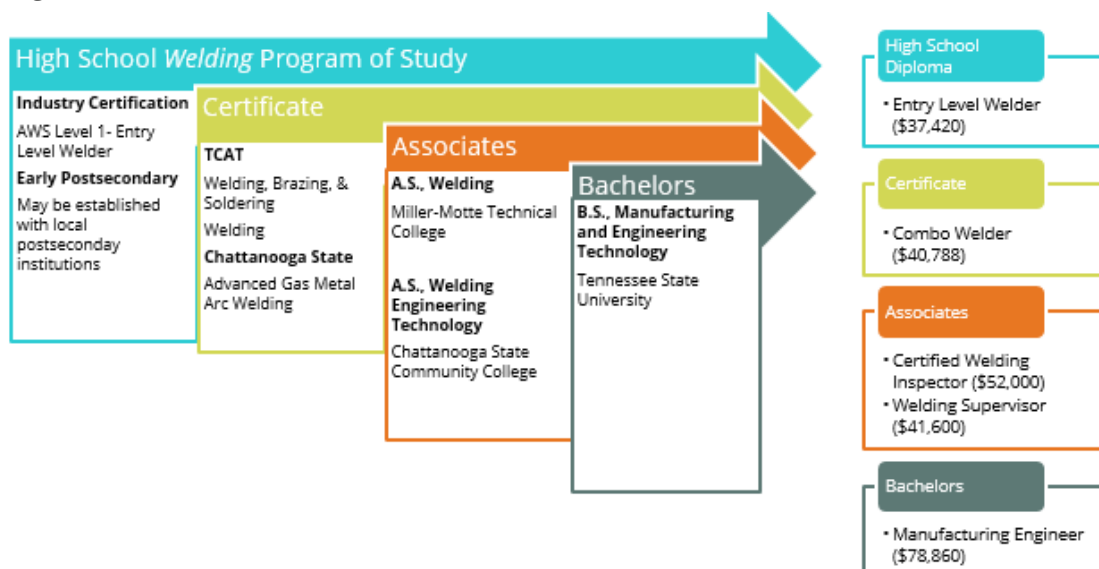 High School Welding Program of Study
Industry Certification
AWS Level 1- Entry
Level Welder
Early Postsecondary
May be established
with local
postseconday
institutions
Certificate
TCAT
Welding, Brazing, &
Soldering
Welding
Chattanooga State
Advanced Gas Metal
Arc Welding
Associates
A.S., Welding
Miller-Motte Technical
College
A.S., Welding
Engineering
Technology
Chattanooga State
Community College
Bachelors
B.S., Manufacturing
and Engineering
Technology
Tennessee State
University
High School
Diploma
• Entry Level Welder
($37,420)
Certificate
• Combo Welder
($40,788)
Associates
• Certified Welding
Inspector ($52,000)
• Welding Supervisor
($41,600)
Bachelors
• Manufacturing Engineer
($78,860)